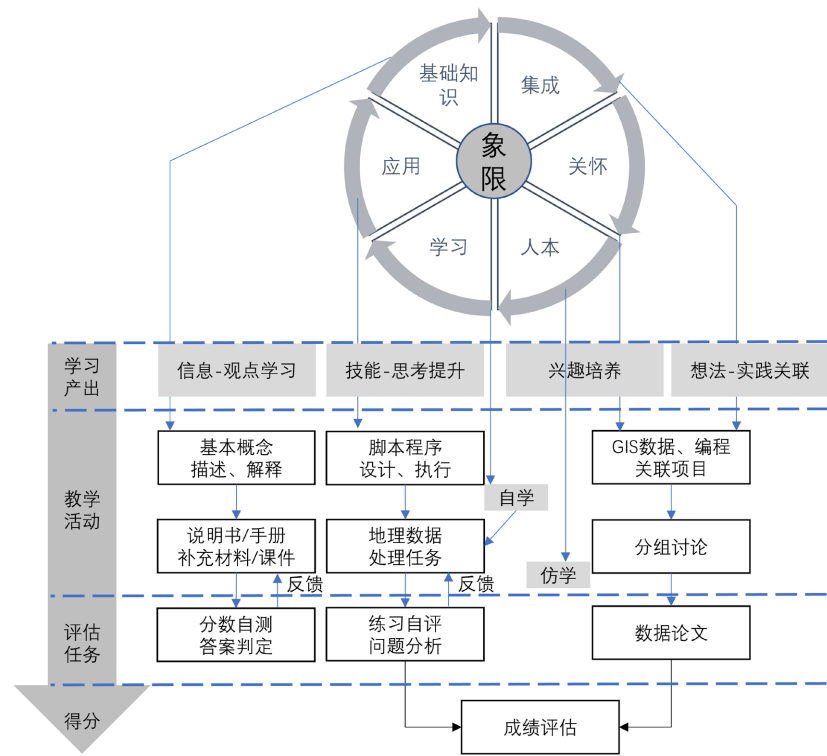 基础知
识
集成
象
限
应用
关怀
学习
人本
学习
产出
信息-观点学习
技能-思考提升
兴趣培养
想法-实践关联
教学
活动
基本概念
描述、解释
脚本程序
设计、执行
GIS数据、编程
关联项目
自学
说明书/手册
补充材料/课件
地理数据
处理任务
分组讨论
仿学
反馈
反馈
评估
任务
分数自测
答案判定
练习自评
问题分析
数据论文
得分
成绩评估